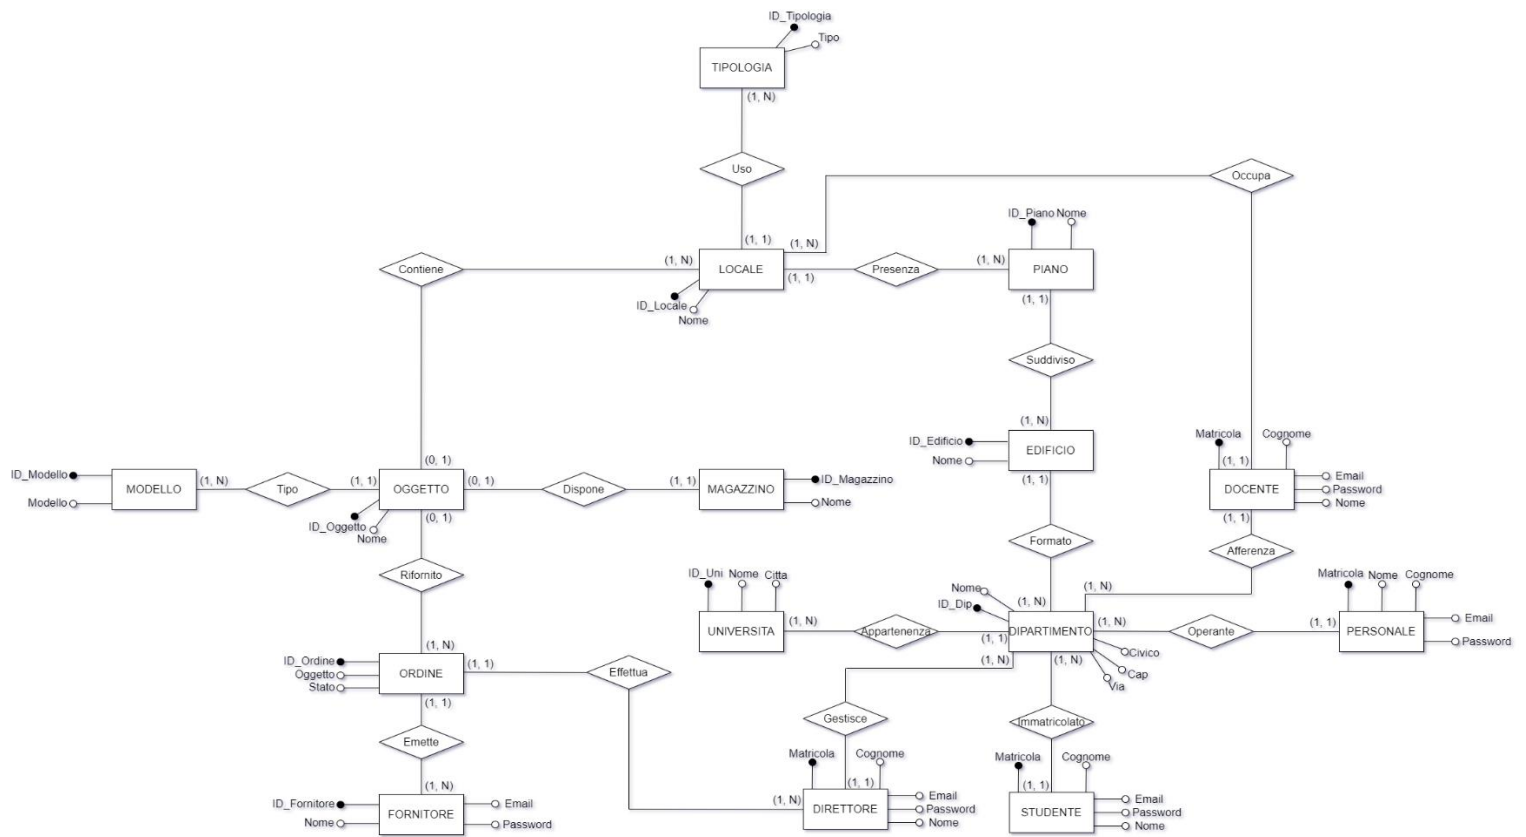 ID_Tipologia
Tipo
TIPOLOGIA
(1, N)
Uso
Occupa
ID_Piano Nome
(1, 1) (1, N)
Contiene
(1, N)
LOCALE
(1, 1)
Presenza
(1, N)
PIANO
ID_Locale
Nome
(1, 1)
Suddiviso
(1, N)
ID_Edificio
Nome
EDIFICIO
(1, 1)
Matricola
Cognome
(1, 1)
DOCENTE
Email
Password
Nome
(1, 1)
(0, 1)
ID_Modello
Modello
MODELLO
(1, N)
Tipo
(1, 1)
OGGETTO
(0, 1)
Dispone
(1, 1)
MAGAZZINO
ID_Magazzino
Nome
ID_Oggetto
Nome
(0, 1)
Formato
Afferenza
Rifornito
ID_Uni Nome Citta
Nome
ID_Dip
(1, N)
(1, N)
Matricola Nome Cognome
UNIVERSITA
(1, N)
Appartenenza
(1, 1)
DIPARTIMENTO
(1, N)
Operante
(1, 1)
PERSONALE
Email
Password
Civico
Cap
Via
(1, N)
(1, N)
(1, N)
ID_Ordine
Oggetto
Stato
ORDINE
(1, 1)
Effettua
(1, 1)
Gestisce
Immatricolato
Emette
Matricola Cognome
Matricola Cognome
(1, N)
(1, 1)
(1, 1)
ID_Fornitore
Nome
FORNITORE
Email
Password
(1, N)
DIRETTORE
Email
Password
Nome
STUDENTE
Email
Password
Nome